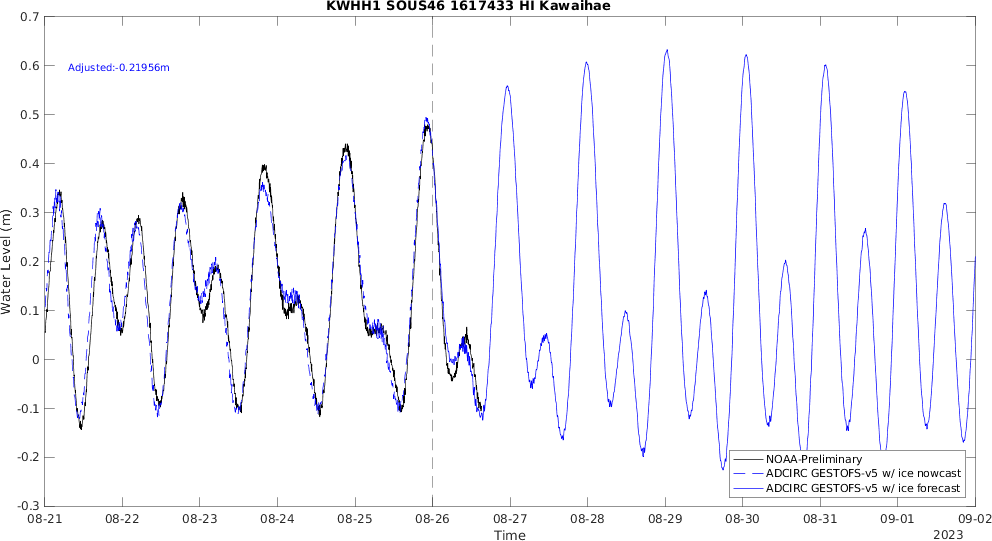 KWHH1 SOUS46 1617433 HI Kawaihae
Adjusted:-0.21956m
Water Level (m)
0.7
0.6
0.5
0.4
0.3
0.2
0.1
0
-0.1
-0.2
-0.3
NOAA-Preliminary
ADCIRC GESTOFS-v5 w/ ice nowcast
ADCIRC GESTOFS-v5 w/ ice forecast
08-21 08-22 08-23 08-24 08-25 08-26 08-27 08-28 08-29 08-30 08-31 09-01 09-02
Time
2023